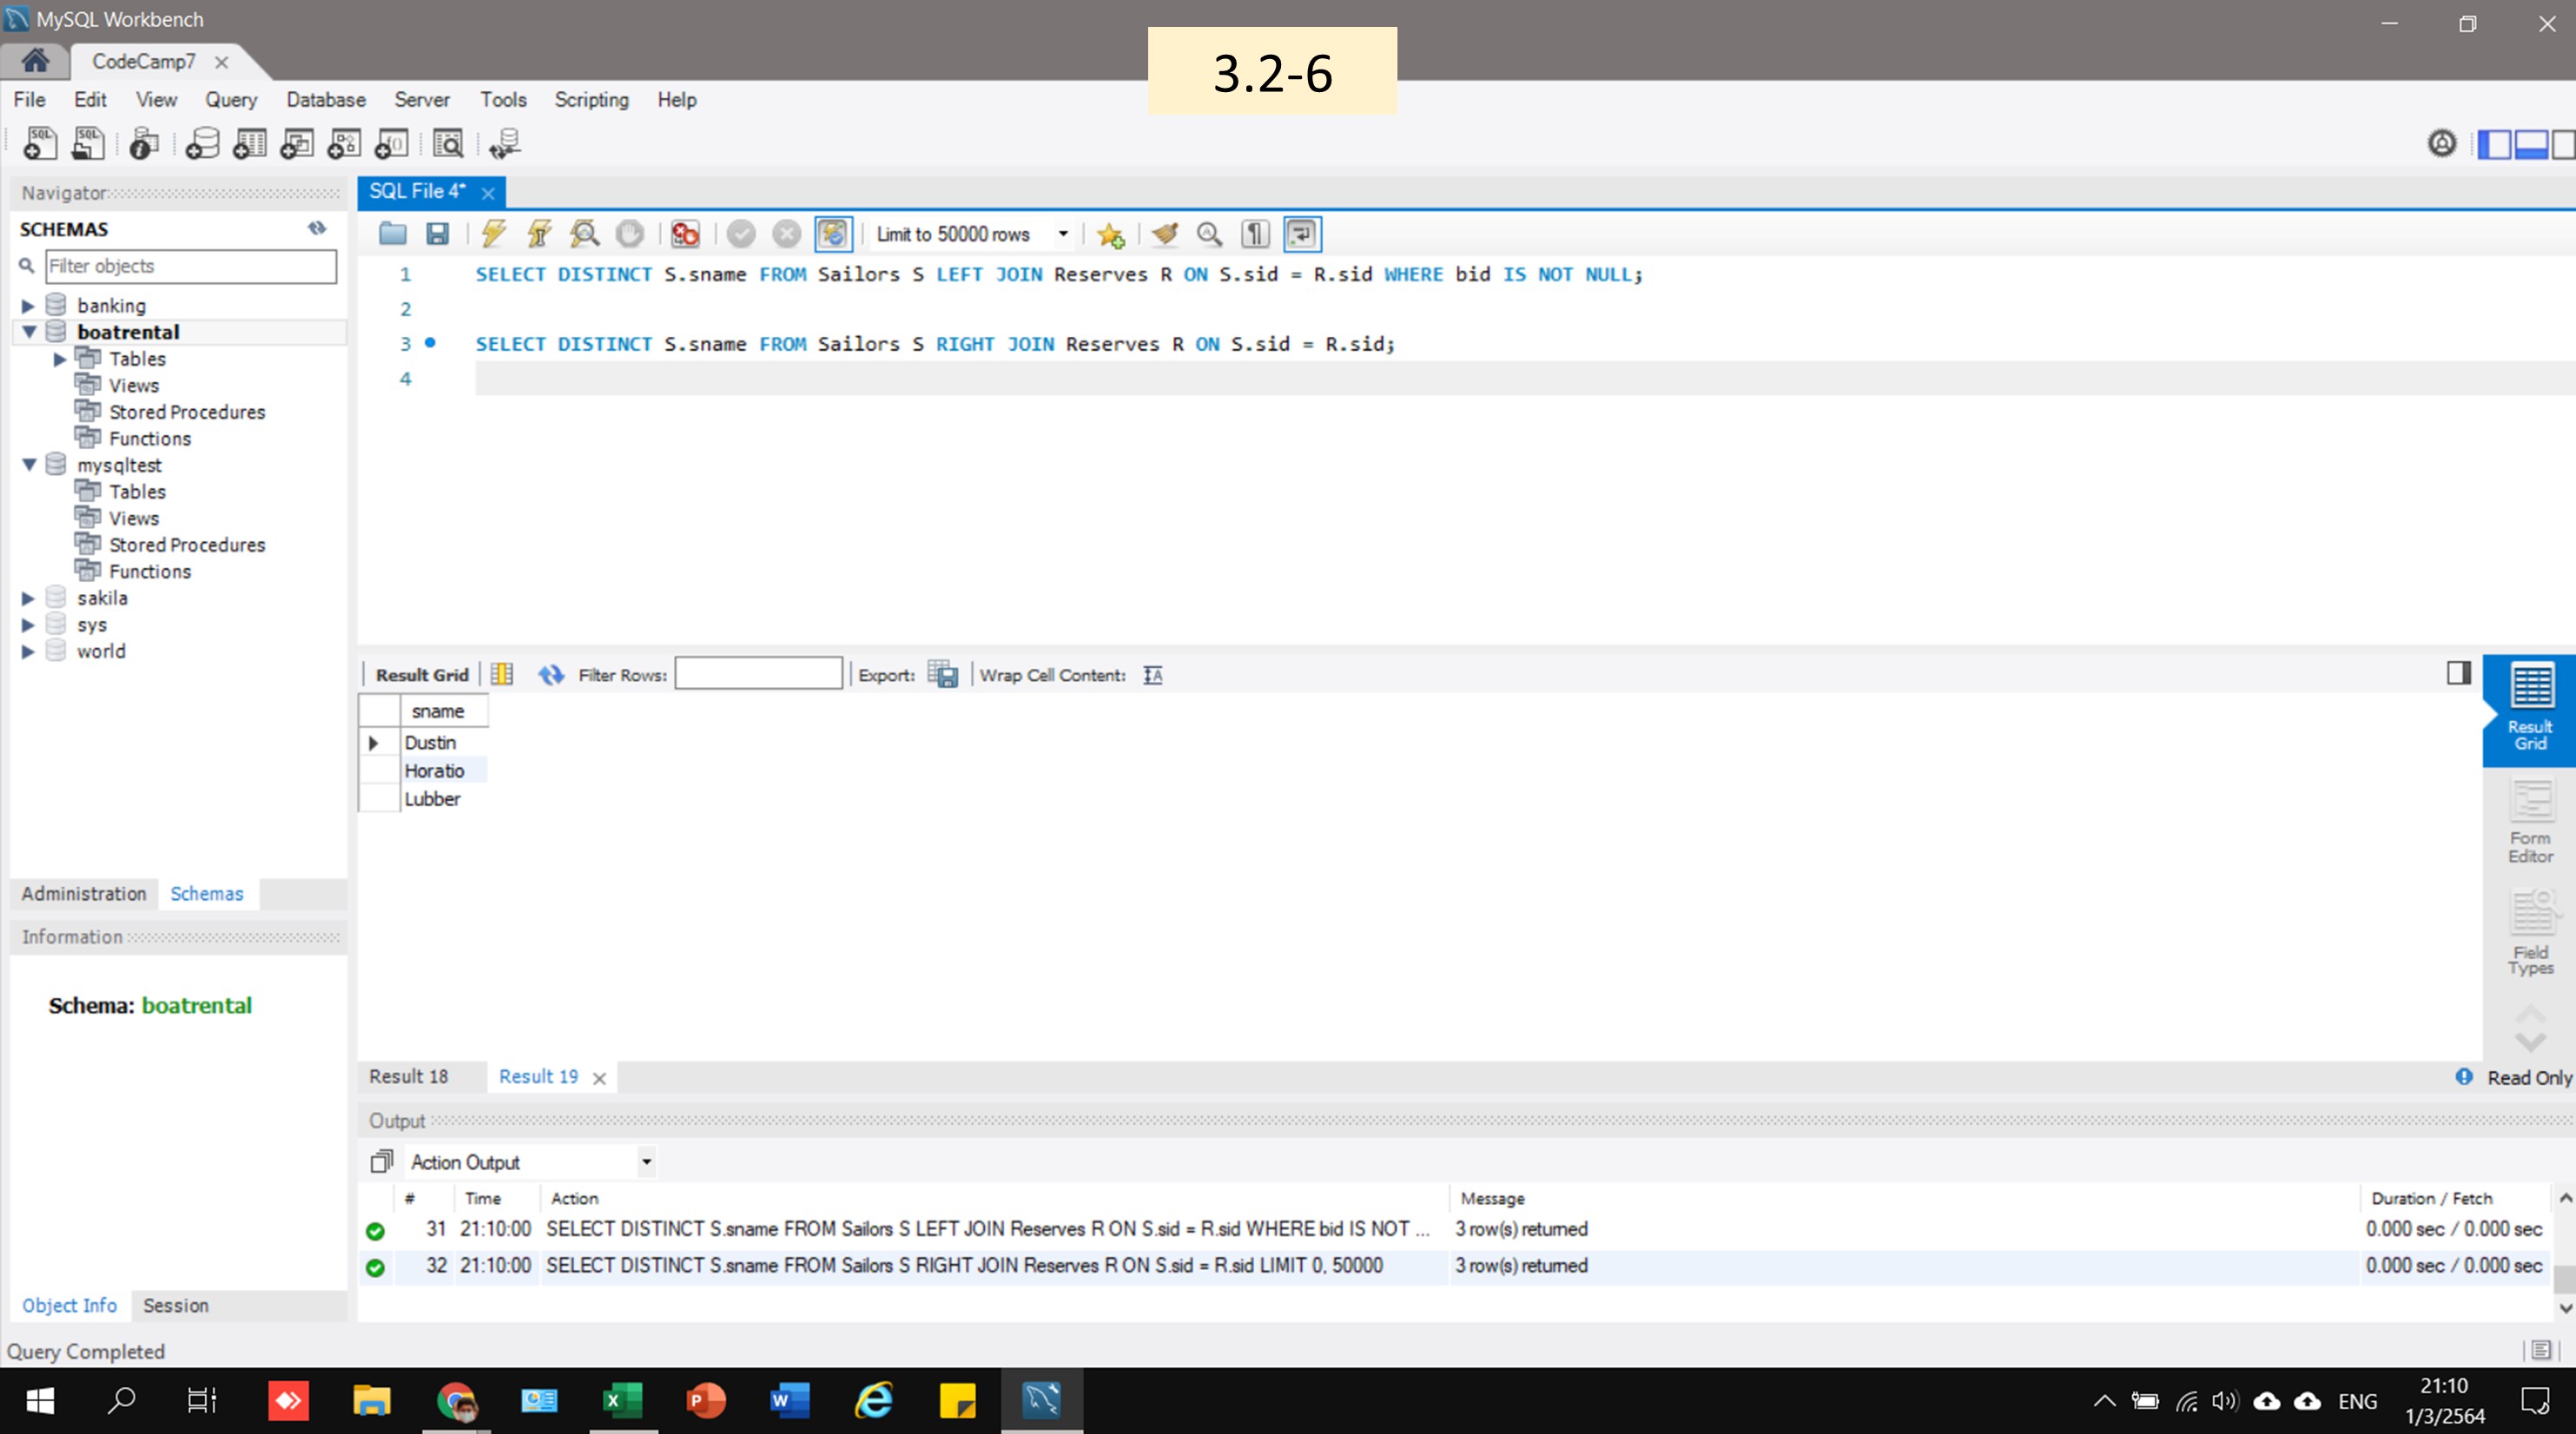 MySQL Workbench
3.2-6
CodeCamp7
File Edit View Query Database Server Tools Scripting Help
Navigator
SCHEMAS
Filter objects
banking
boatrental
Tables
Views
Stored Procedures
Functions
mysqltest
Tables
Views
Stored Procedures
Functions
sakila
sys
world
Administration Schemas
Information
Schema: boatrental
Object Info Session
SQL File 4*
Limit to 50000 rows
1 SELECT DISTINCT S.sname FROM Sailors S LEFT JOIN Reserves R ON S.sid = R.sid WHERE bid IS NOT NULL;
2
3 SELECT DISTINCT S.sname FROM Sailors S RIGHT JOIN Reserves R ON S.sid = R.sid;
4
Result Grid Filter Rows: Export: Wrap Cell Content:
sname
Dustin
Horatio
Lubber
Result Grid
Form Editor
Field Types
Result 18 Result 19
Read Only
Output
Action Output
# Time Action Message Duration / Fetch
31 21:10:00 SELECT DISTINCT S.sname FROM Sailors S LEFT JOIN Reserves R ON S.sid = R.sid WHERE bid IS NOT ... 3 row(s) returned 0.000 sec / 0.000 sec
32 21:10:00 SELECT DISTINCT S.sname FROM Sailors S RIGHT JOIN Reserves R ON S.sid = R.sid LIMIT 0, 50000 3 row(s) returned 0.000 sec / 0.000 sec
Query Completed
ENG
21:10
1/3/2564